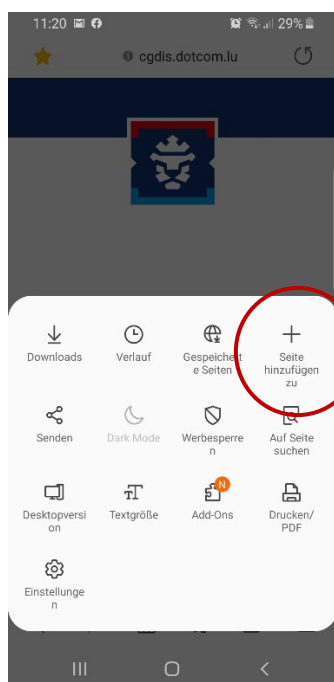 11:20 29%
cgdis.dotcom.lu
Downloads Verlauf Gespeichert Seite
e Seiten hinzufügen
zu
Senden Dark Mode Werbesperre Auf Seite
n suchen
N
Desktopversi Textgröße Add-Ons Drucken/
on PDF
Einstellunge
n